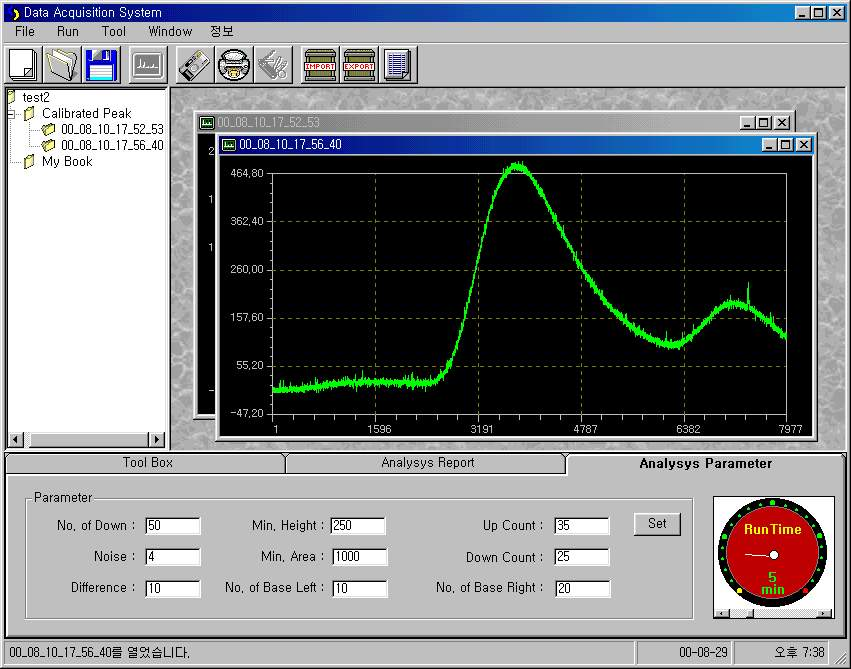 Data Acquisition System
File Run Tool Window 정보
IMPORT EXPORT
test2
Calibrated Peak
00_08_10_17_52_53
00_08_10_17_56_40
My Book
00_08_10_17_52_53
00_08_10_17_56_40
464,80
362,40
260,00
157,60
55,20
-47,20
1 1596 3191 4787 6382 7977
Tool Box Analysys Report Analysys Parameter
Parameter
No. of Down : 50 Min. Height : 250 Up Count : 35 Set
Noise : 4 Min. Area : 1000 Down Count : 25
Difference : 10 No. of Base Left : 10 No. of Base Right : 20
RunTime
5
min
00_08_10_17_56_40를 열었습니다.
00-08-29 오후 7:38